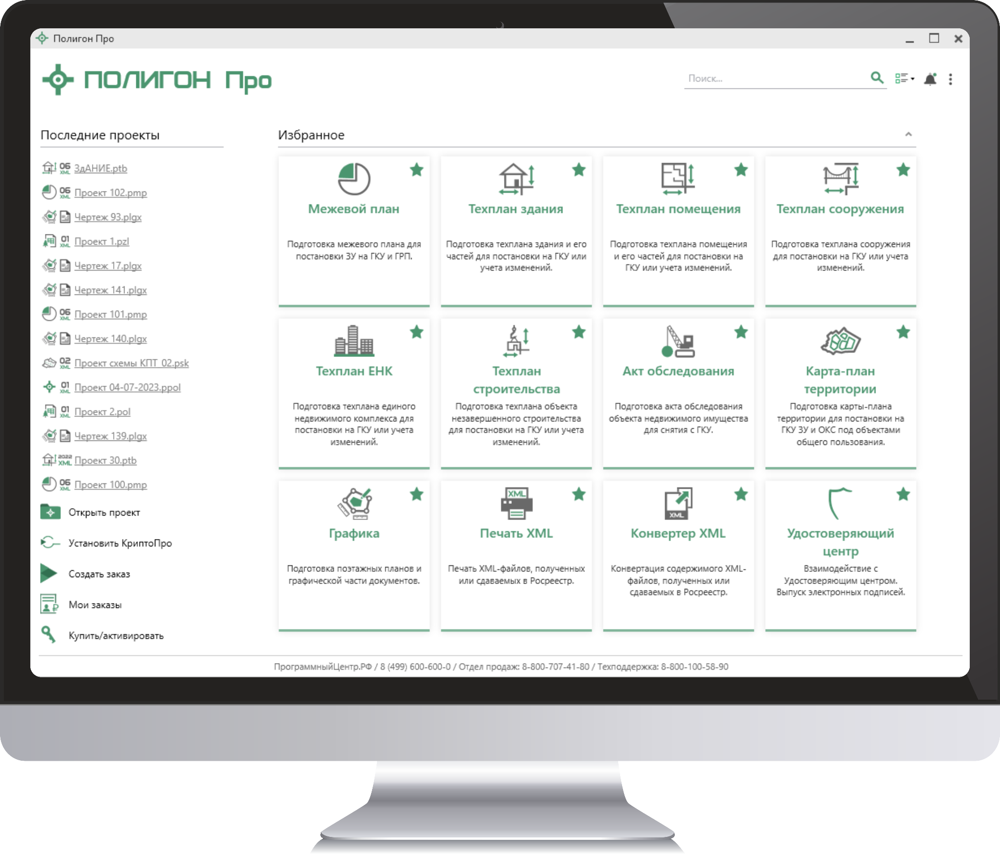 Полигон Про
ПОЛИГОН Про
Поиск...
Последние проекты
06 XML ЗдАНИЕ.ptb
06 XML Проект 102.pmp
Чертеж 93.plgx
01 XML Проект 1.pzl
Чертеж 17.plgx
Чертеж 141.plgx
06 XML Проект 101.pmp
Чертеж 140.plgx
02 XML Проект схемы КПТ_02.psk
01 XML Проект 04-07-2023.ppol
01 XML Проект 2.pol
Чертеж 139.plgx
2022 XML Проект 30.ptb
06 XML Проект 100.pmp
Открыть проект
Установить КриптоПро
Создать заказ
Мои заказы
Купить/активировать
Избранное
Межевой план
Подготовка межевого плана для
постановки ЗУ на ГКУ и ГРП.
Техплан здания
Подготовка техплана здания и его
частей для постановки на ГКУ или
учета изменений.
Техплан помещения
Подготовка техплана помещения
и его частей для постановки на
ГКУ или учета изменений.
Техплан сооружения
Подготовка техплана сооружения
для постановки на ГКУ или учета
изменений.
Техплан ЕНК
Подготовка техплана единого
недвижимого комплекса для
постановки на ГКУ или учета
изменений.
Техплан
строительства
Подготовка техплана объекта
незавершенного строительства
для постановки на ГКУ или учета
изменений.
Акт обследования
Подготовка акта обследования
объекта недвижимого имущества
для снятия с ГКУ.
Карта-план
территории
Подготовка карты-плана
территории для постановки на
ГКУ ЗУ и ОКС под объектами
общего пользования.
Графика
Подготовка поэтажных планов и
графической части документов.
XML
Печать XML
Печать XML-файлов, полученных
или сдаваемых в Росреестр.
XML
Конвертер XML
Конвертация содержимого XML-
файлов, полученных или
сдаваемых в Росреестр.
Удостоверяющий
центр
Взаимодействие с
Удостоверяющим центром.
Выпуск электронных подписей.
ПрограммныйЦентр.РФ / 8 (499) 600-600-0 / Отдел продаж: 8-800-707-41-80 / Техподдержка: 8-800-100-58-90